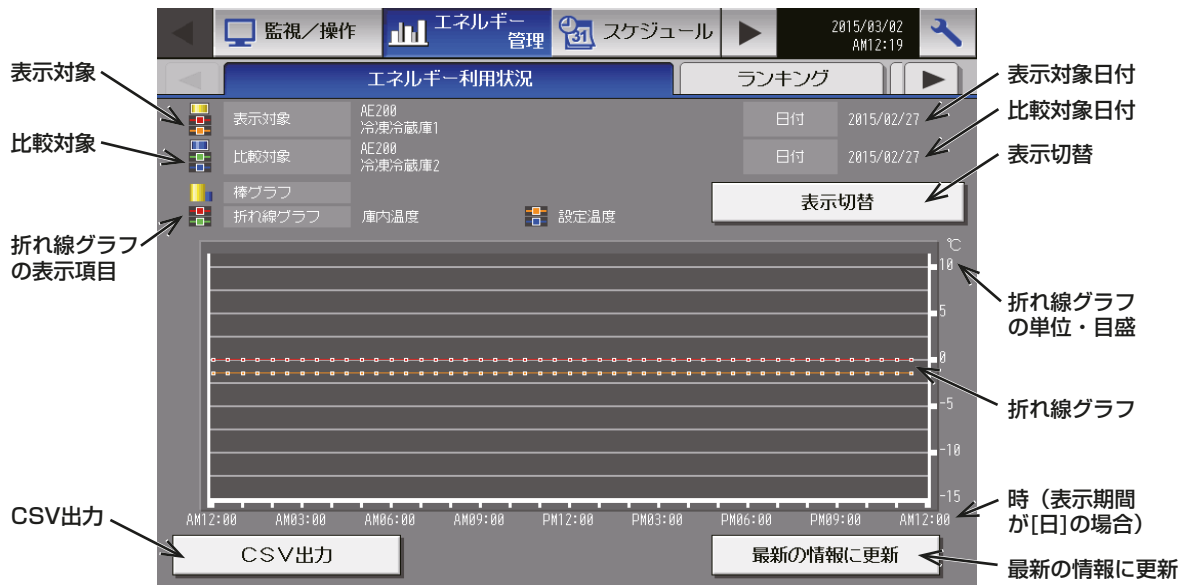 監視／操作
エネルギー
管理
スケジュール
2015/03/02
AM12:19
エネルギー利用状況
ランキング
表示対象
表示対象
AE200
冷凍冷蔵庫1
日付
2015/02/27
表示対象日付
比較対象
比較対象
AE200
冷凍冷蔵庫2
日付
2015/02/27
比較対象日付
棒グラフ
表示切替
表示切替
折れ線グラフ
庫内温度
設定温度
折れ線グラフ
の表示項目
℃
10
5
0
-5
-10
-15
折れ線グラフ
の単位・目盛
折れ線グラフ
AM12:00
AM03:00
AM06:00
AM09:00
PM12:00
PM03:00
PM06:00
PM09:00
AM12:00
時（表示期間
が[日]の場合）
CSV出力
CSV出力
最新の情報に更新
最新の情報に更新